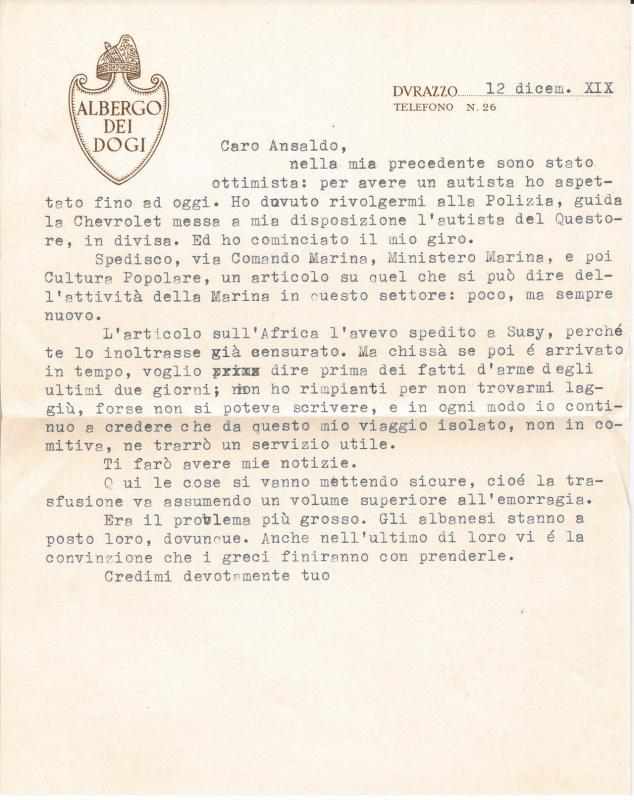 ALBERGO
DEI
DOGI
DVRAZZO 12 dicem. XIX
TELEFONO N. 26
Caro Ansaldo,
nella mia precedente sono stato
ottimista: per avere un autista ho aspet-
tato fino ad oggi. Ho dovuto rivolgermi alla Polizia, guida
la Chevrolet messa a mia disposizione l'autista del Questo-
re, in divisa. Ed ho cominciato il mio giro.
Spedisco, via Comando Marina, Ministero Marina, e poi
Cultura Popolare, un articolo su quel che si può dire del-
l'attività della Marina in questo settore: poco, ma sempre
nuovo.
L'articolo sull'Africa l'avevo spedito a Susy, perché
te lo inoltrasse già censurato. Ma chissà se poi é arrivato
in tempo, voglio prima dire prima dei fatti d'arme degli
ultimi due giorni; non ho rimpianti per non trovarmi lag-
giù, forse non si poteva scrivere, e in ogni modo io conti-
nuo a credere che da questo mio viaggio isolato, non in co-
mitiva, ne trarrò un servizio utile.
Ti farò avere mie notizie.
Qui le cose si vanno mettendo sicure, cioé la tra-
sfusione va assumendo un volume superiore all'emorragia.
Era il problema più grosso. Gli albanesi stanno a
posto loro, dovunque. Anche nell'ultimo di loro vi é la
convinzione che i greci finiranno con prenderle.
Credimi devotamente tuo